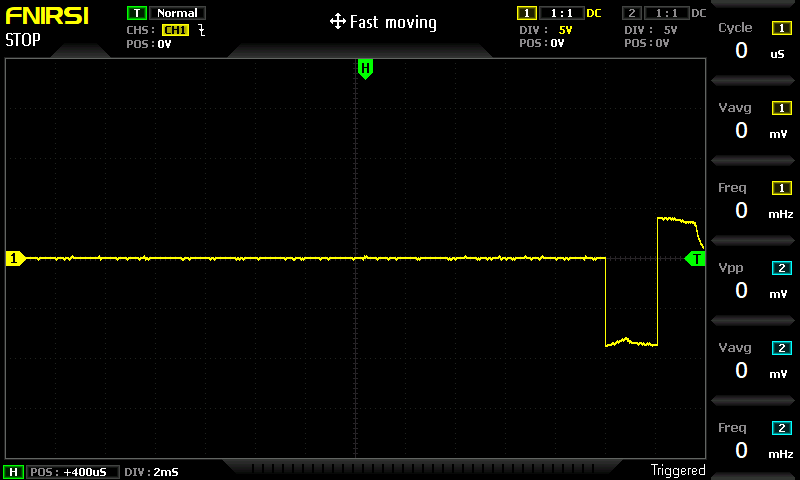 FNIRSI
STOP
T Normal
CHS: CH1
POS:0V
Fast moving
1 1:1 DC
DIV: 5V
POS:0V
2 1:1 DC
DIV: 5V
POS:0V
H
1
T
Cycle 1
0 uS
Vavg 1
0 mV
Freq 1
0 mHz
Vpp 2
0 mV
Vavg 2
0 mV
Freq 2
0 mHz
H POS: +400uS DIV:2mS
Triggered